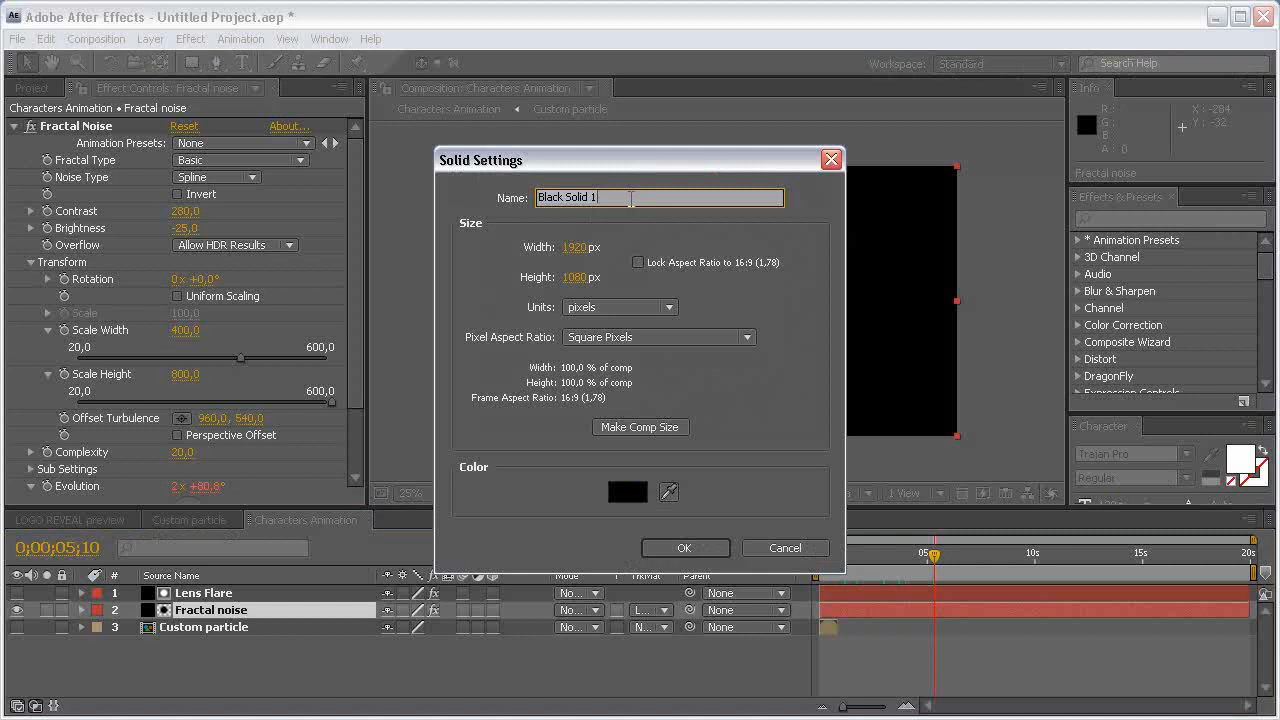 Adobe After Effects - Untitled Project.aep *
File Edit Composition Layer Effect Animation View Window Help
Workspace: Standard Search Help
Project Effect Controls: Fractal noise Composition: Characters Animation Info
Characters Animation • Fractal noise
Characters Animation Custom particle
R: X: -284
G: Y: -32
B:
A: 0
Fractal noise
Fractal Noise Reset About...
Animation Presets: None
Fractal Type Basic
Noise Type Spline
Invert
Contrast 280,0
Brightness -25,0
Overflow Allow HDR Results
Transform
Rotation 0 x +0,0°
Uniform Scaling
Scale 100,0
Scale Width 400,0
20,0 600,0
Scale Height 800,0
20,0 600,0
Offset Turbulence 960,0, 540,0
Perspective Offset
Complexity 20,0
Sub Settings
Evolution 2 x +80,8°
Solid Settings
Name: Black Solid 1
Size
Width: 1920 px
Lock Aspect Ratio to 16:9 (1,78)
Height: 1080 px
Units: pixels
Pixel Aspect Ratio: Square Pixels
Width: 100,0 % of comp
Height: 100,0 % of comp
Frame Aspect Ratio: 16:9 (1,78)
Make Comp Size
Color
OK Cancel
Effects & Presets
* Animation Presets
3D Channel
Audio
Blur & Sharpen
Channel
Color Correction
Composite Wizard
Distort
DragonFly
Expression Controls
Character
Trajan Pro
Regular
25% 1 View
LOGO REVEAL preview Custom particle Characters Animation
0;00;05;10
05s 10s 15s 20s
# Source Name Mode TrkMat Parent
1 Lens Flare No... None
2 Fractal noise No... L... None
3 Custom particle No... N... None